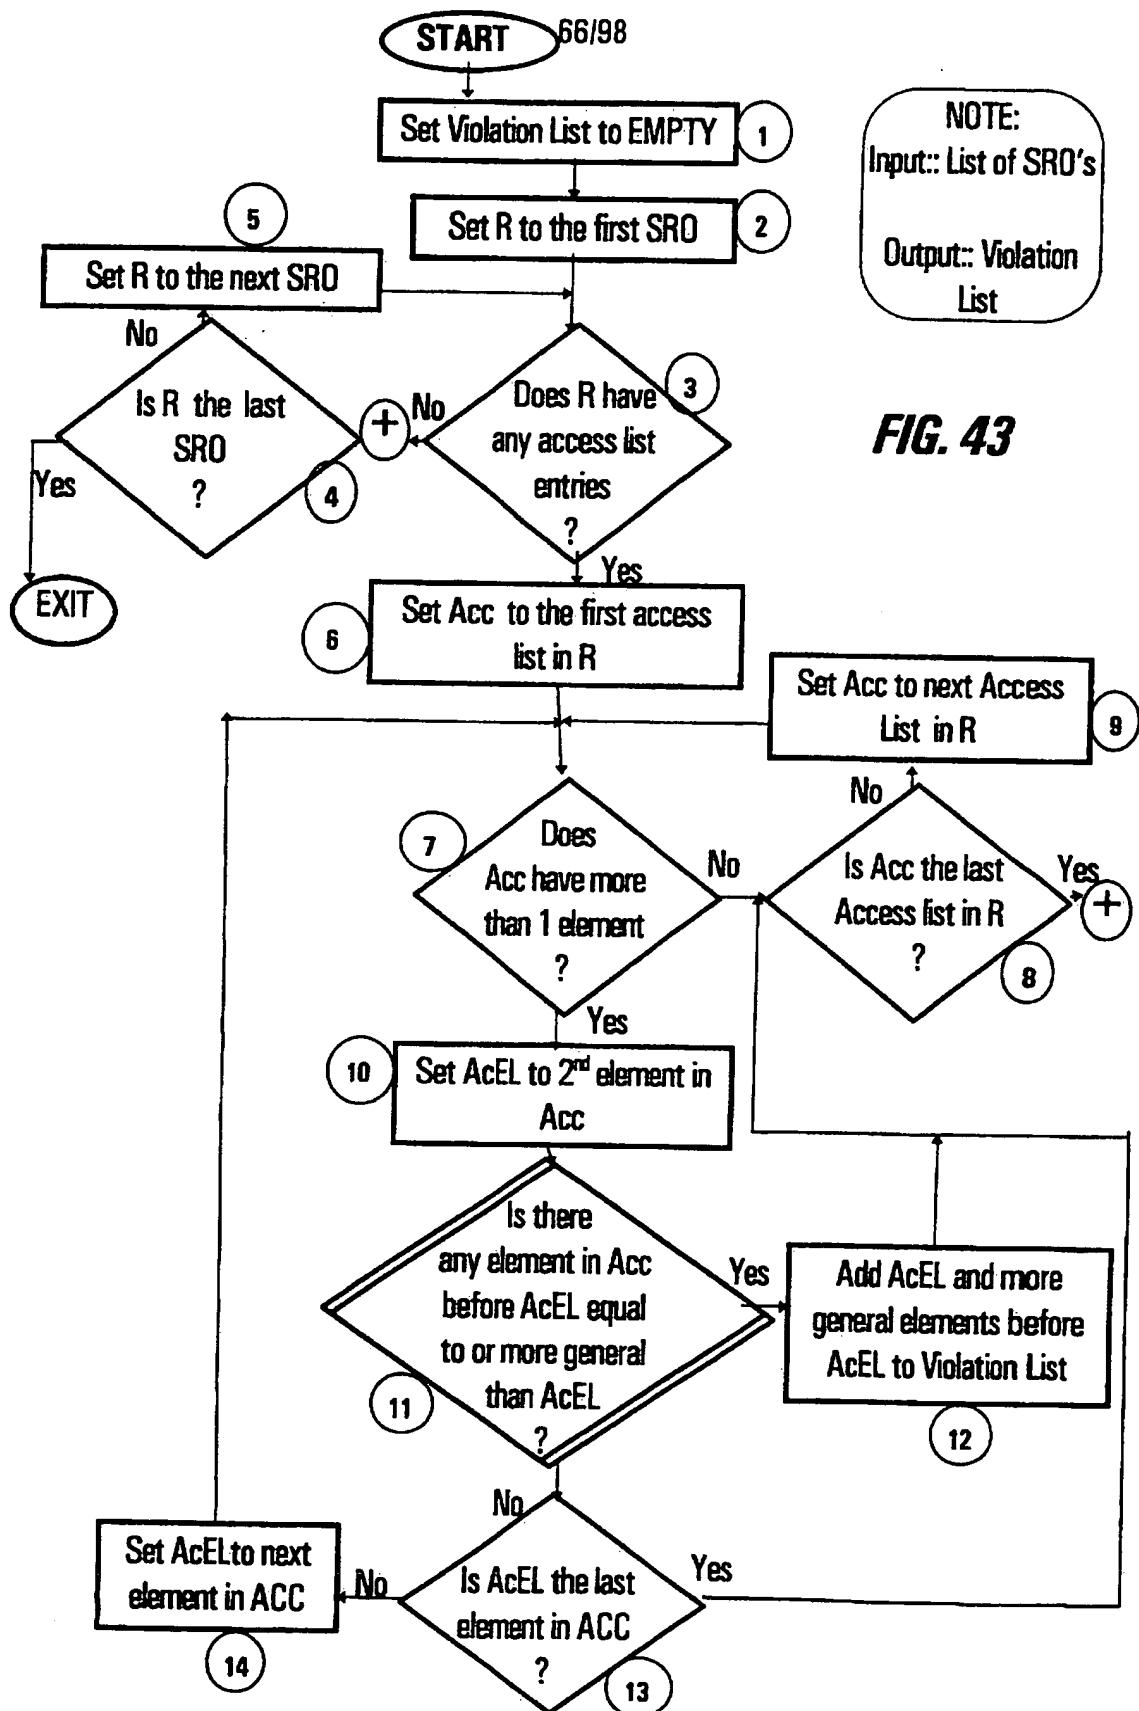 START
66/98
Set Violation List to EMPTY
1
NOTE:
Input:: List of SRO's
Output:: Violation
List
Set R to the first SRO
2
5
Set R to the next SRO
No
Is R the last
SRO
?
4
Yes
EXIT
+
No
3
Does R have
any access list
entries
?
Yes
FIG. 43
6
Set Acc to the first access
list in R
Set Acc to next Access
List in R
9
No
7
Does
Acc have more
than 1 element
?
No
Is Acc the last
Access list in R
?
8
Yes
+
Yes
10
Set AcEL to 2nd element in
Acc
Is there
any element in Acc
before AcEL equal
to or more general
than AcEL
?
11
Yes
Add AcEL and more
general elements before
AcEL to Violation List
12
No
Set AcELto next
element in ACC
14
No
Is AcEL the last
element in ACC
?
13
Yes